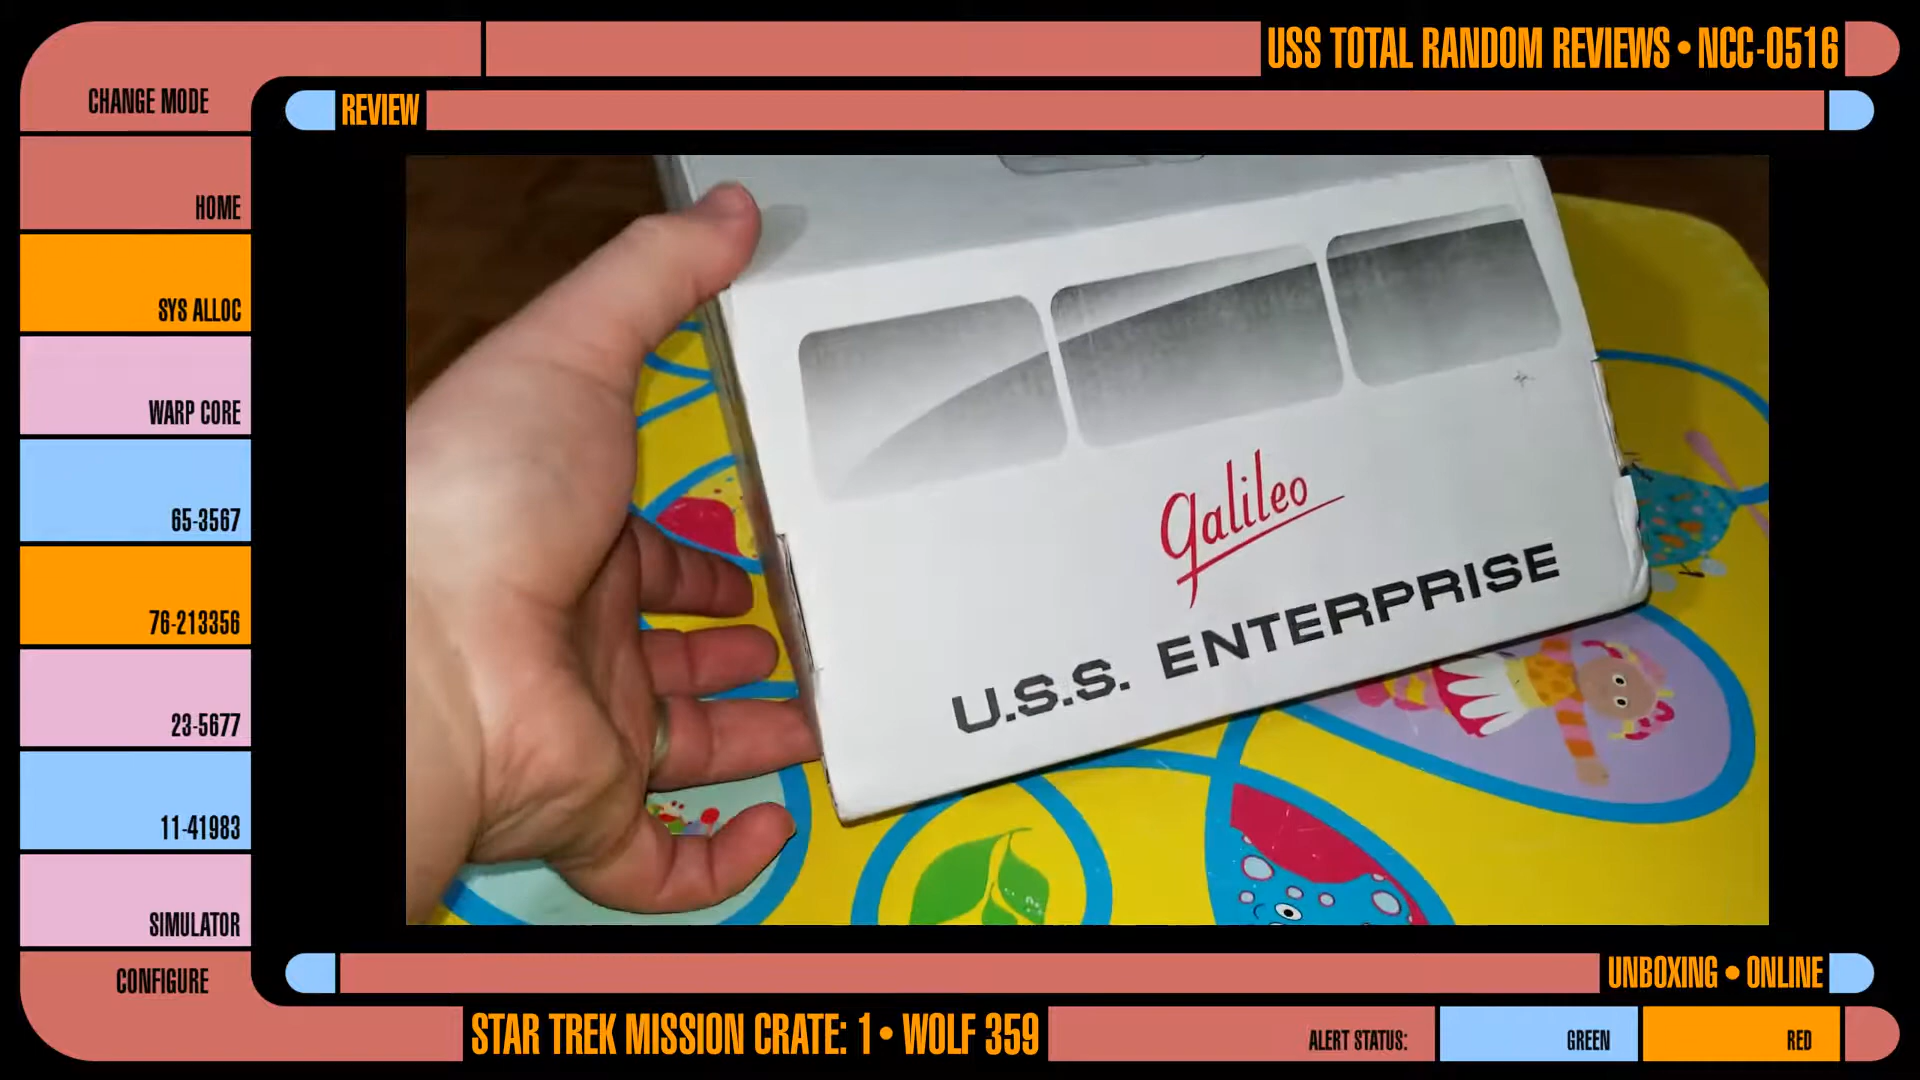 USS TOTAL RANDOM REVIEWS • NCC-0516
CHANGE MODE
REVIEW
HOME
SYS ALLOC
WARP CORE
65-3567
76-213356
23-5677
11-41983
SIMULATOR
CONFIGURE
Galileo
U.S.S. ENTERPRISE
UNBOXING • ONLINE
STAR TREK MISSION CRATE: 1 • WOLF 359
ALERT STATUS:
GREEN
RED